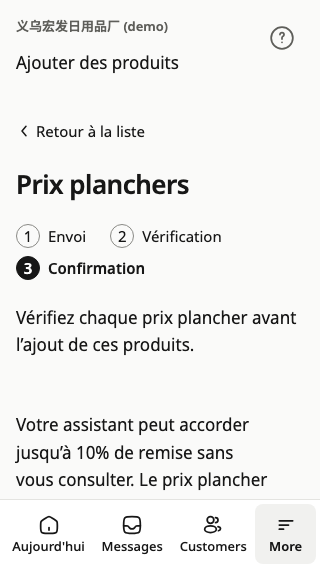 义乌宏发日用品厂 (demo)
Ajouter des produits
Retour à la liste
Prix planchers
1 Envoi 2 Vérification
3 Confirmation
Vérifiez chaque prix plancher avant
l’ajout de ces produits.
Votre assistant peut accorder
jusqu’à 10% de remise sans
vous consulter. Le prix plancher
Aujourd'hui Messages Customers More